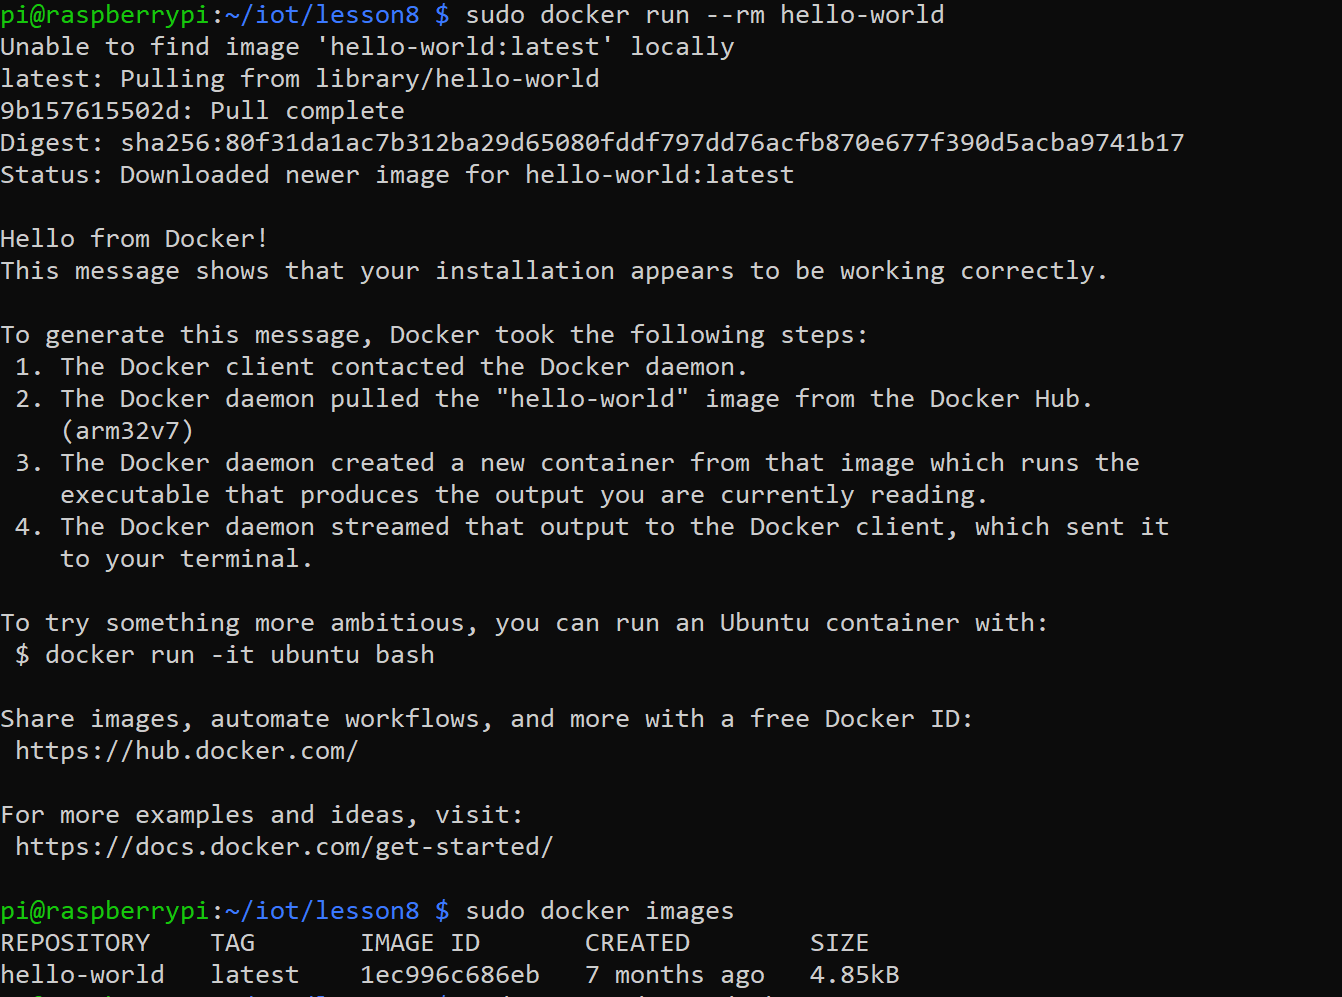 pi@raspberrypi:~/iot/lesson8 $ sudo docker run --rm hello-world
Unable to find image 'hello-world:latest' locally
latest: Pulling from library/hello-world
9b157615502d: Pull complete
Digest: sha256:80f31da1ac7b312ba29d65080fddf797dd76acfb870e677f390d5acba9741b17
Status: Downloaded newer image for hello-world:latest

Hello from Docker!
This message shows that your installation appears to be working correctly.

To generate this message, Docker took the following steps:
 1. The Docker client contacted the Docker daemon.
 2. The Docker daemon pulled the "hello-world" image from the Docker Hub.
    (arm32v7)
 3. The Docker daemon created a new container from that image which runs the
    executable that produces the output you are currently reading.
 4. The Docker daemon streamed that output to the Docker client, which sent it
    to your terminal.

To try something more ambitious, you can run an Ubuntu container with:
 $ docker run -it ubuntu bash

Share images, automate workflows, and more with a free Docker ID:
 https://hub.docker.com/

For more examples and ideas, visit:
 https://docs.docker.com/get-started/

pi@raspberrypi:~/iot/lesson8 $ sudo docker images
REPOSITORY    TAG       IMAGE ID       CREATED        SIZE
hello-world   latest    1ec996c686eb   7 months ago   4.85kB